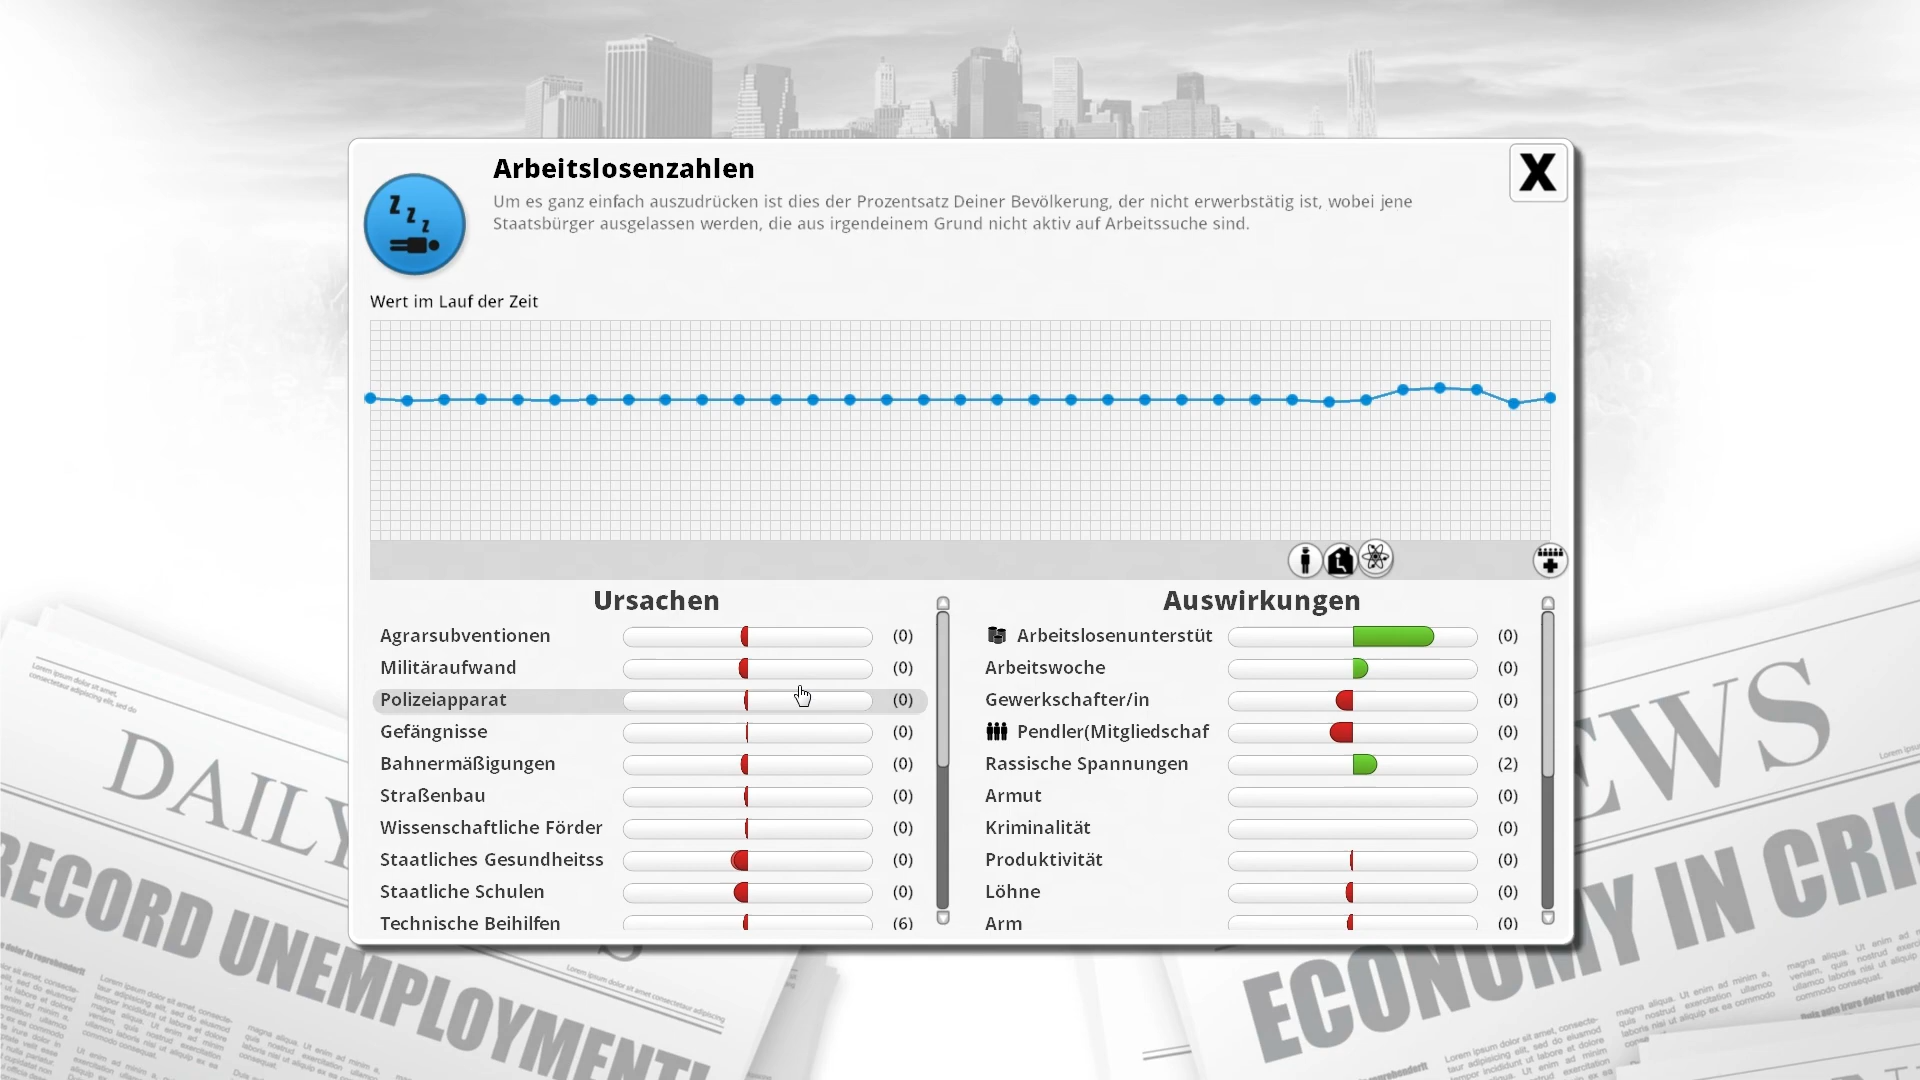 Arbeitslosenzahlen
X
Um es ganz einfach auszudrücken ist dies der Prozentsatz Deiner Bevölkerung, der nicht erwerbstätig ist, wobei jene
Staatsbürger ausgelassen werden, die aus irgendeinem Grund nicht aktiv auf Arbeitssuche sind.
z z z
Wert im Lauf der Zeit
Ursachen
Agrarsubventionen (0)
Militäraufwand (0)
Polizeiapparat (0)
Gefängnisse (0)
Bahnermäßigungen (0)
Straßenbau (0)
Wissenschaftliche Förder (0)
Staatliches Gesundheitss (0)
Staatliche Schulen (0)
Technische Beihilfen (6)
Auswirkungen
Arbeitslosenunterstüt (0)
Arbeitswoche (0)
Gewerkschafter/in (0)
Pendler(Mitgliedschaf (0)
Rassische Spannungen (2)
Armut (0)
Kriminalität (0)
Produktivität (0)
Löhne (0)
Arm (0)
DAILY
RECORD UNEMPLOYMENT!
EWS
ECONOMY IN CRIS